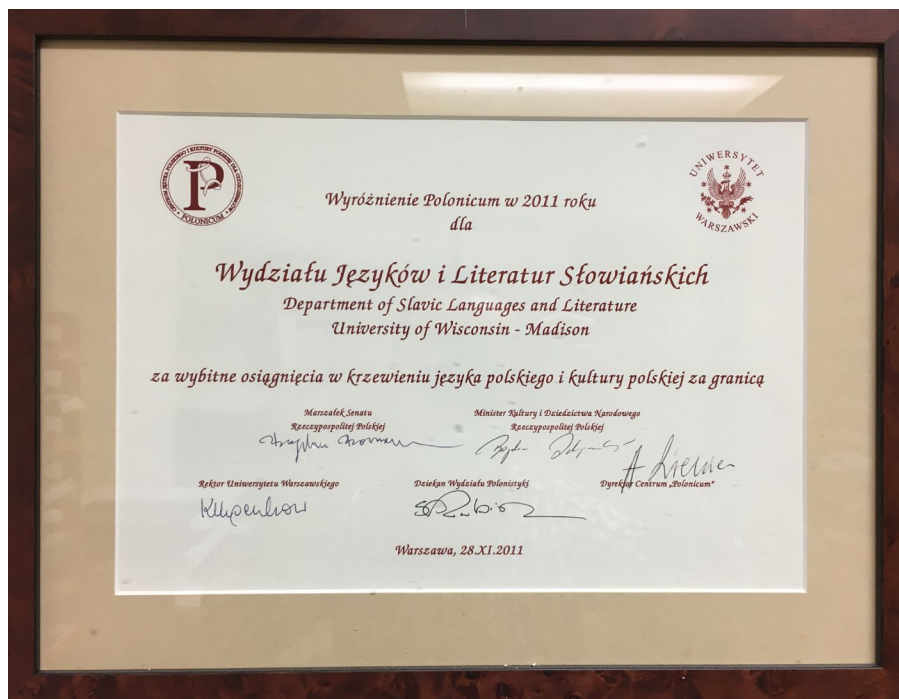 POLONICUM
UNIWERSYTET
WARSZAWSKI
Wyróżnienie Polonicum w 2011 roku
dla
Wydziału Języków i Literatur Słowiańskich
Department of Slavic Languages and Literature
University of Wisconsin - Madison
za wybitne osiągnięcia w krzewieniu języka polskiego i kultury polskiej za granicą
Marszałek Senatu
Rzeczypospolitej Polskiej
Minister Kultury i Dziedzictwa Narodowego
Rzeczypospolitej Polskiej
Rektor Uniwersytetu Warszawskiego
Dziekan Wydziału Polonistyki
Dyrektor Centrum „Polonicum"
Warszawa, 28.XI.2011